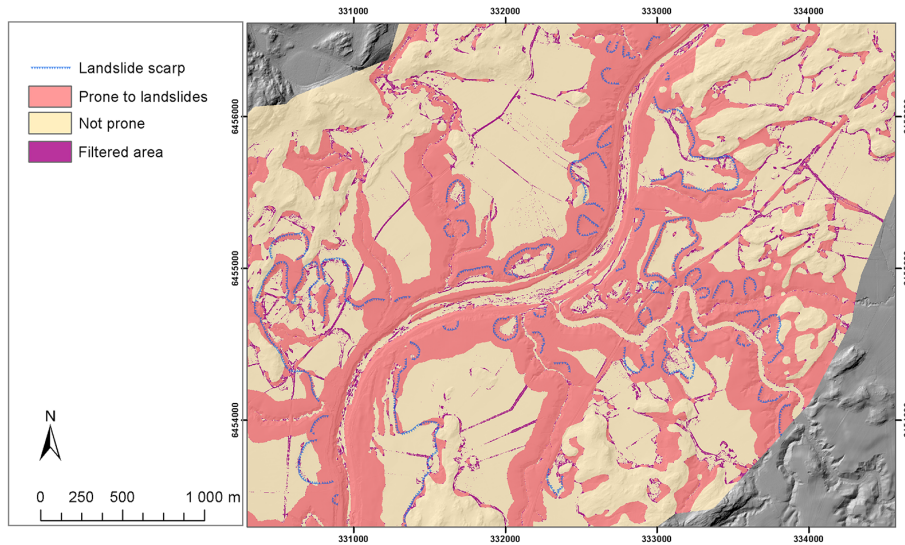 331000 332000 333000 334000
Landslide scarp
Prone to landslides
Not prone
Filtered area
6456000
6455000
6454000
N
0 250 500 1 000 m
331000 332000 333000 334000